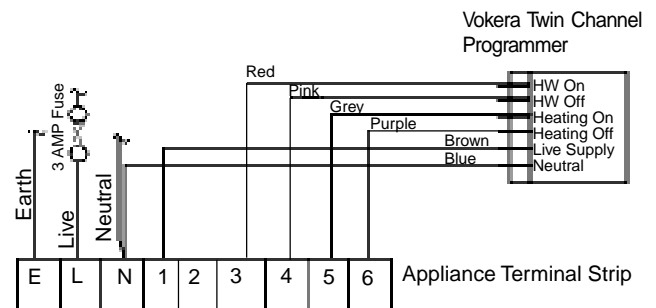 Vokera Twin Channel
Programmer
Red
Pink
Grey
Purple
Brown
Blue
HW On
HW Off
Heating On
Heating Off
Live Supply
Neutral
3 AMP Fuse
Earth
Live
Neutral
E L N 1 2 3 4 5 6
Appliance Terminal Strip